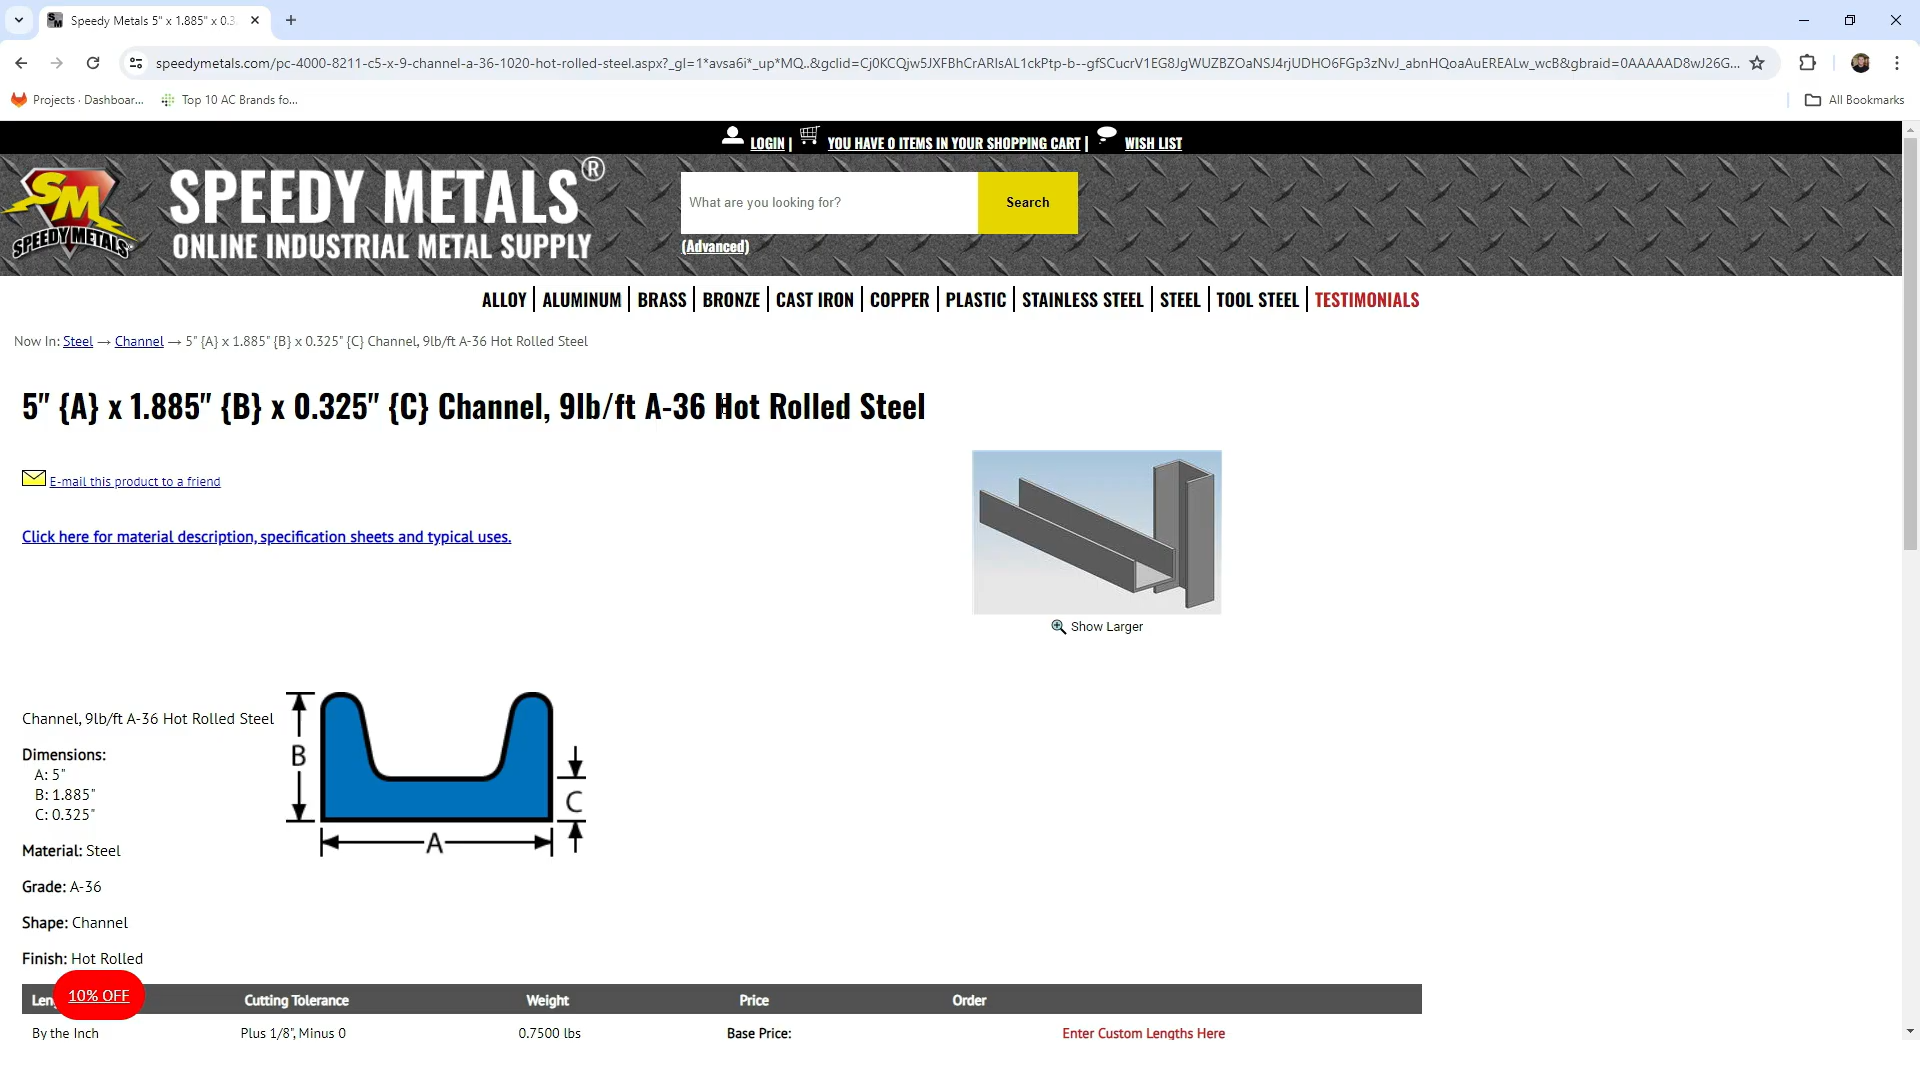 Speedy Metals 5" x 1.885" x 0.3
speedymetals.com/pc-4000-8211-c5-x-9-channel-a-36-1020-hot-rolled-steel.aspx?_gl=1*avsa6i*_up*MQ..&gclid=Cj0KCQjw5JXFBhCrARIsAL1ckPtp-b--gfSCucrV1EG8JgWUZBZOaNSJ4rjUDHO6FGp3zNvJ_abnHQoaAuEREALw_wcB&gbraid=0AAAAAD8wJ26G...
Projects · Dashboar...
Top 10 AC Brands fo...
All Bookmarks
LOGIN | YOU HAVE 0 ITEMS IN YOUR SHOPPING CART | WISH LIST
SM
SPEEDY METALS
SPEEDY METALS®
ONLINE INDUSTRIAL METAL SUPPLY
What are you looking for?
Search
(Advanced)
ALLOY | ALUMINUM | BRASS | BRONZE | CAST IRON | COPPER | PLASTIC | STAINLESS STEEL | STEEL | TOOL STEEL | TESTIMONIALS
Now In: Steel → Channel → 5" {A} x 1.885" {B} x 0.325" {C} Channel, 9lb/ft A-36 Hot Rolled Steel
5" {A} x 1.885" {B} x 0.325" {C} Channel, 9lb/ft A-36 Hot Rolled Steel
E-mail this product to a friend
Click here for material description, specification sheets and typical uses.
Show Larger
Channel, 9lb/ft A-36 Hot Rolled Steel
Dimensions:
A: 5"
B: 1.885"
C: 0.325"
B
C
A
Material: Steel
Grade: A-36
Shape: Channel
Finish: Hot Rolled
10% OFF
Len Cutting Tolerance Weight Price Order
By the Inch Plus 1/8", Minus 0 0.7500 lbs Base Price: Enter Custom Lengths Here